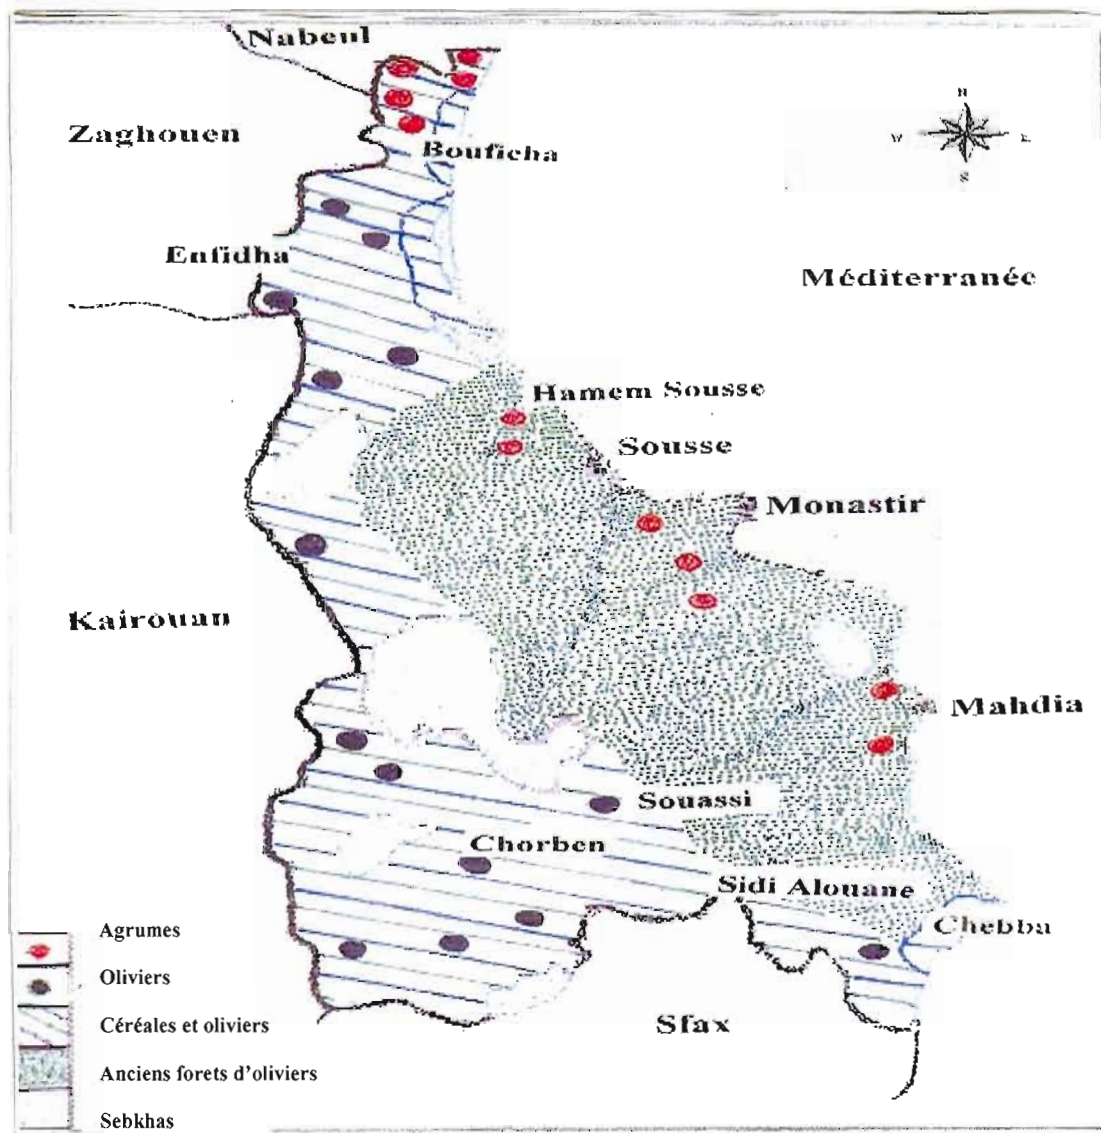 Nabeul
Zaghouen
Bouficha
N
W E
S
Enfidha
Méditerranée
Hamem Sousse
Sousse
Monastir
Kairouan
Mahdia
Souassi
Chorben
Sidi Alouane
Chebba
Sfax
Agrumes
Oliviers
Céréales et oliviers
Anciens forets d'oliviers
Sebkhas